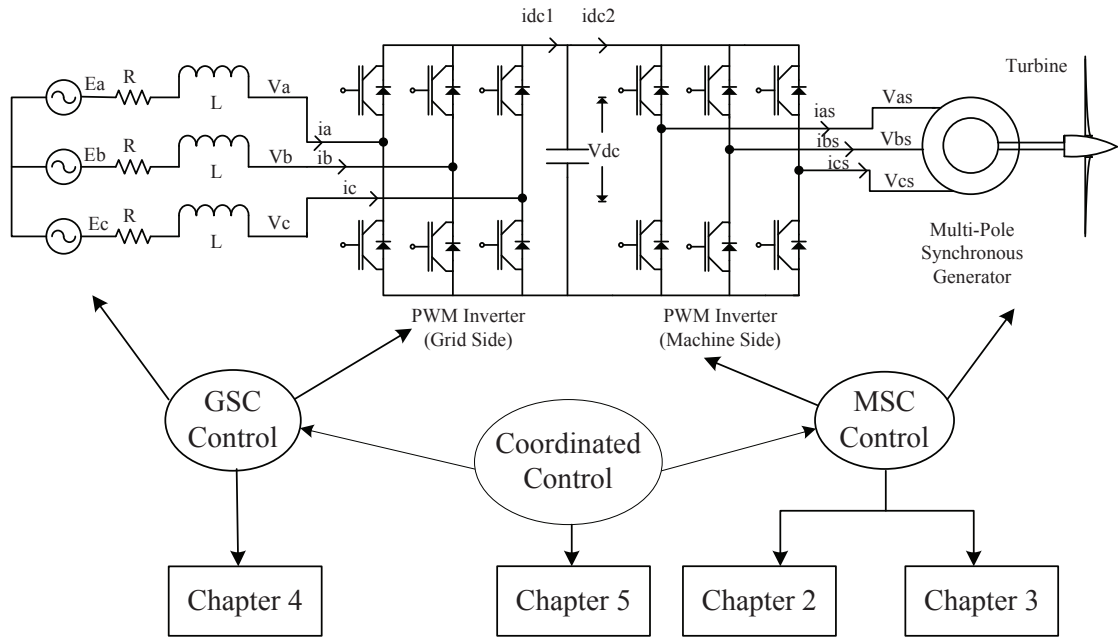 idc1
idc2
Ea
R
L
Va
ia
Eb
R
L
Vb
ib
Ec
R
L
Vc
ic
Vdc
ias
Vas
ibs
Vbs
ics
Vcs
Turbine
Multi-Pole
Synchronous
Generator
PWM Inverter
(Grid Side)
PWM Inverter
(Machine Side)
GSC
Control
Coordinated
Control
MSC
Control
Chapter 4
Chapter 5
Chapter 2
Chapter 3